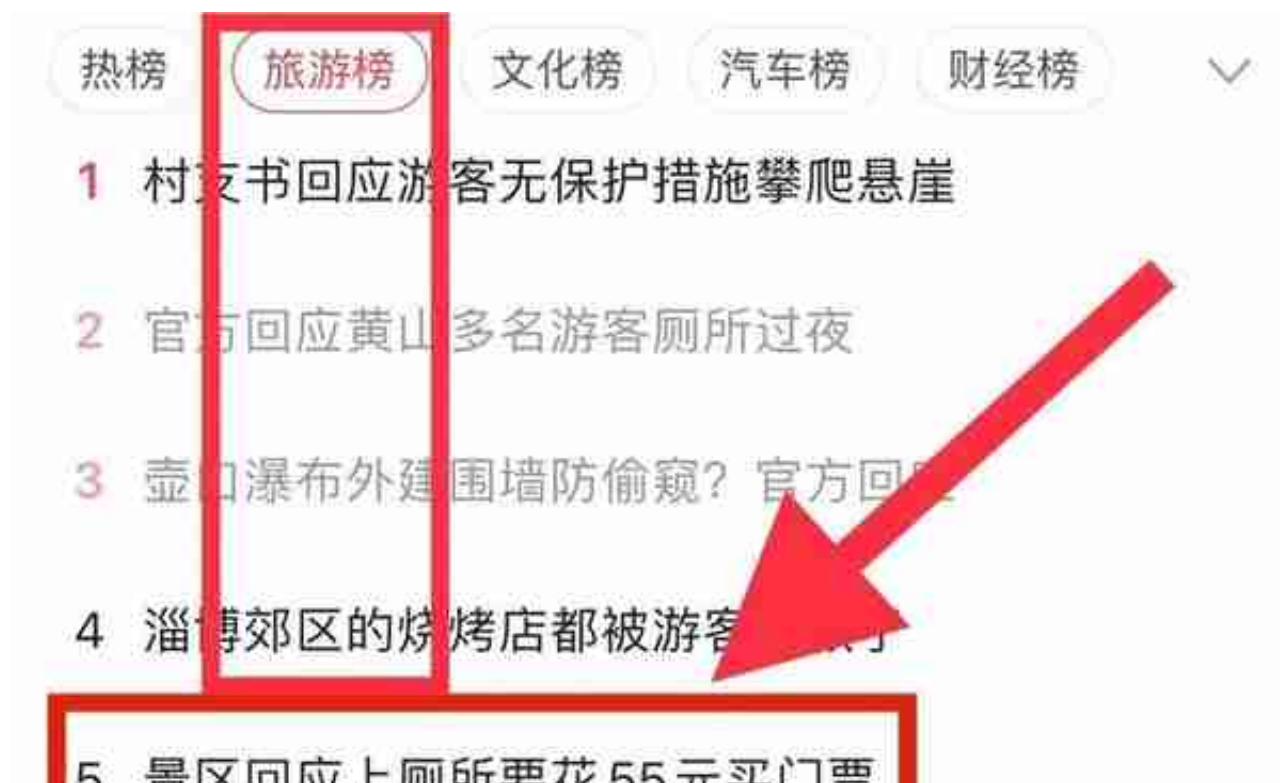 热榜 旅游榜 文化榜 汽车榜 财经榜
1 村支书回应游客无保护措施攀爬悬崖
2 官方回应黄山多名游客厕所过夜
3 壶口瀑布外建围墙防偷窥？官方回
4 淄博郊区的烧烤店都被游客 了
5 景区回应上厕所要花55元买门票